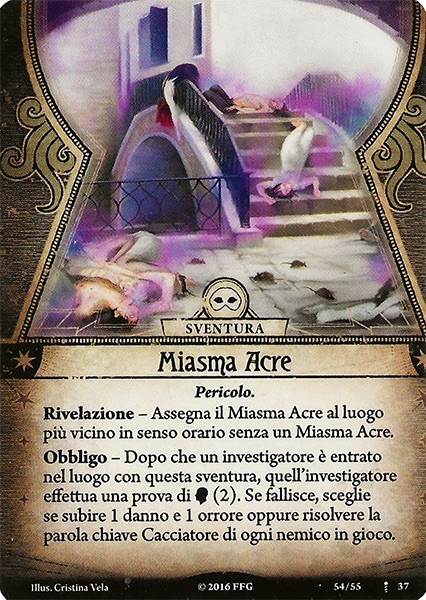 SVENTURA
Miasma Acre
Pericolo.
Rivelazione – Assegna il Miasma Acre al luogo
più vicino in senso orario senza un Miasma Acre.
Obbligo – Dopo che un investigatore è entrato
nel luogo con questa sventura, quell'investigatore
effettua una prova di (2). Se fallisce, sceglie
se subire 1 danno e 1 orrore oppure risolvere la
parola chiave Cacciatore di ogni nemico in gioco.
Illus. Cristina Vela © 2016 FFG 54/55 37